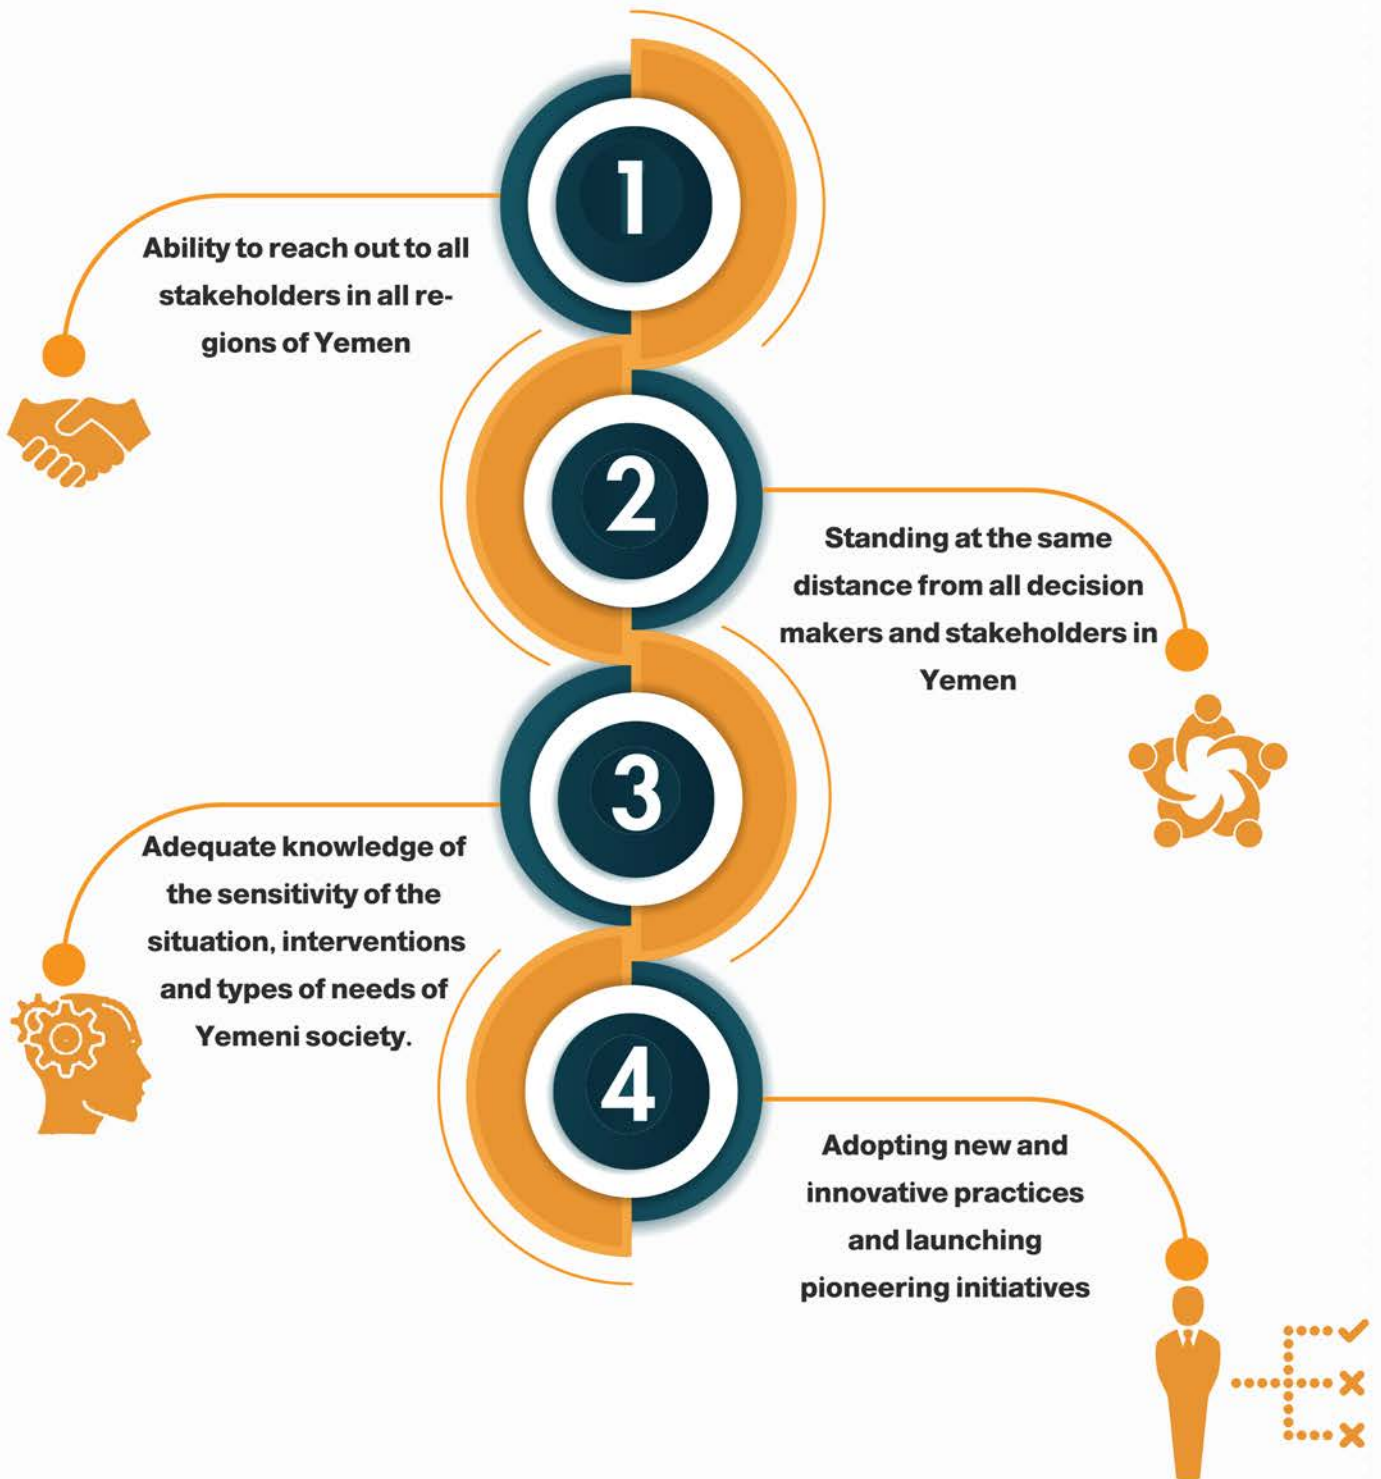 1
Ability to reach out to all
stakeholders in all re-
gions of Yemen
2
Standing at the same
distance from all decision
makers and stakeholders in
Yemen
3
Adequate knowledge of
the sensitivity of the
situation, interventions
and types of needs of
Yemeni society.
4
Adopting new and
innovative practices
and launching
pioneering initiatives